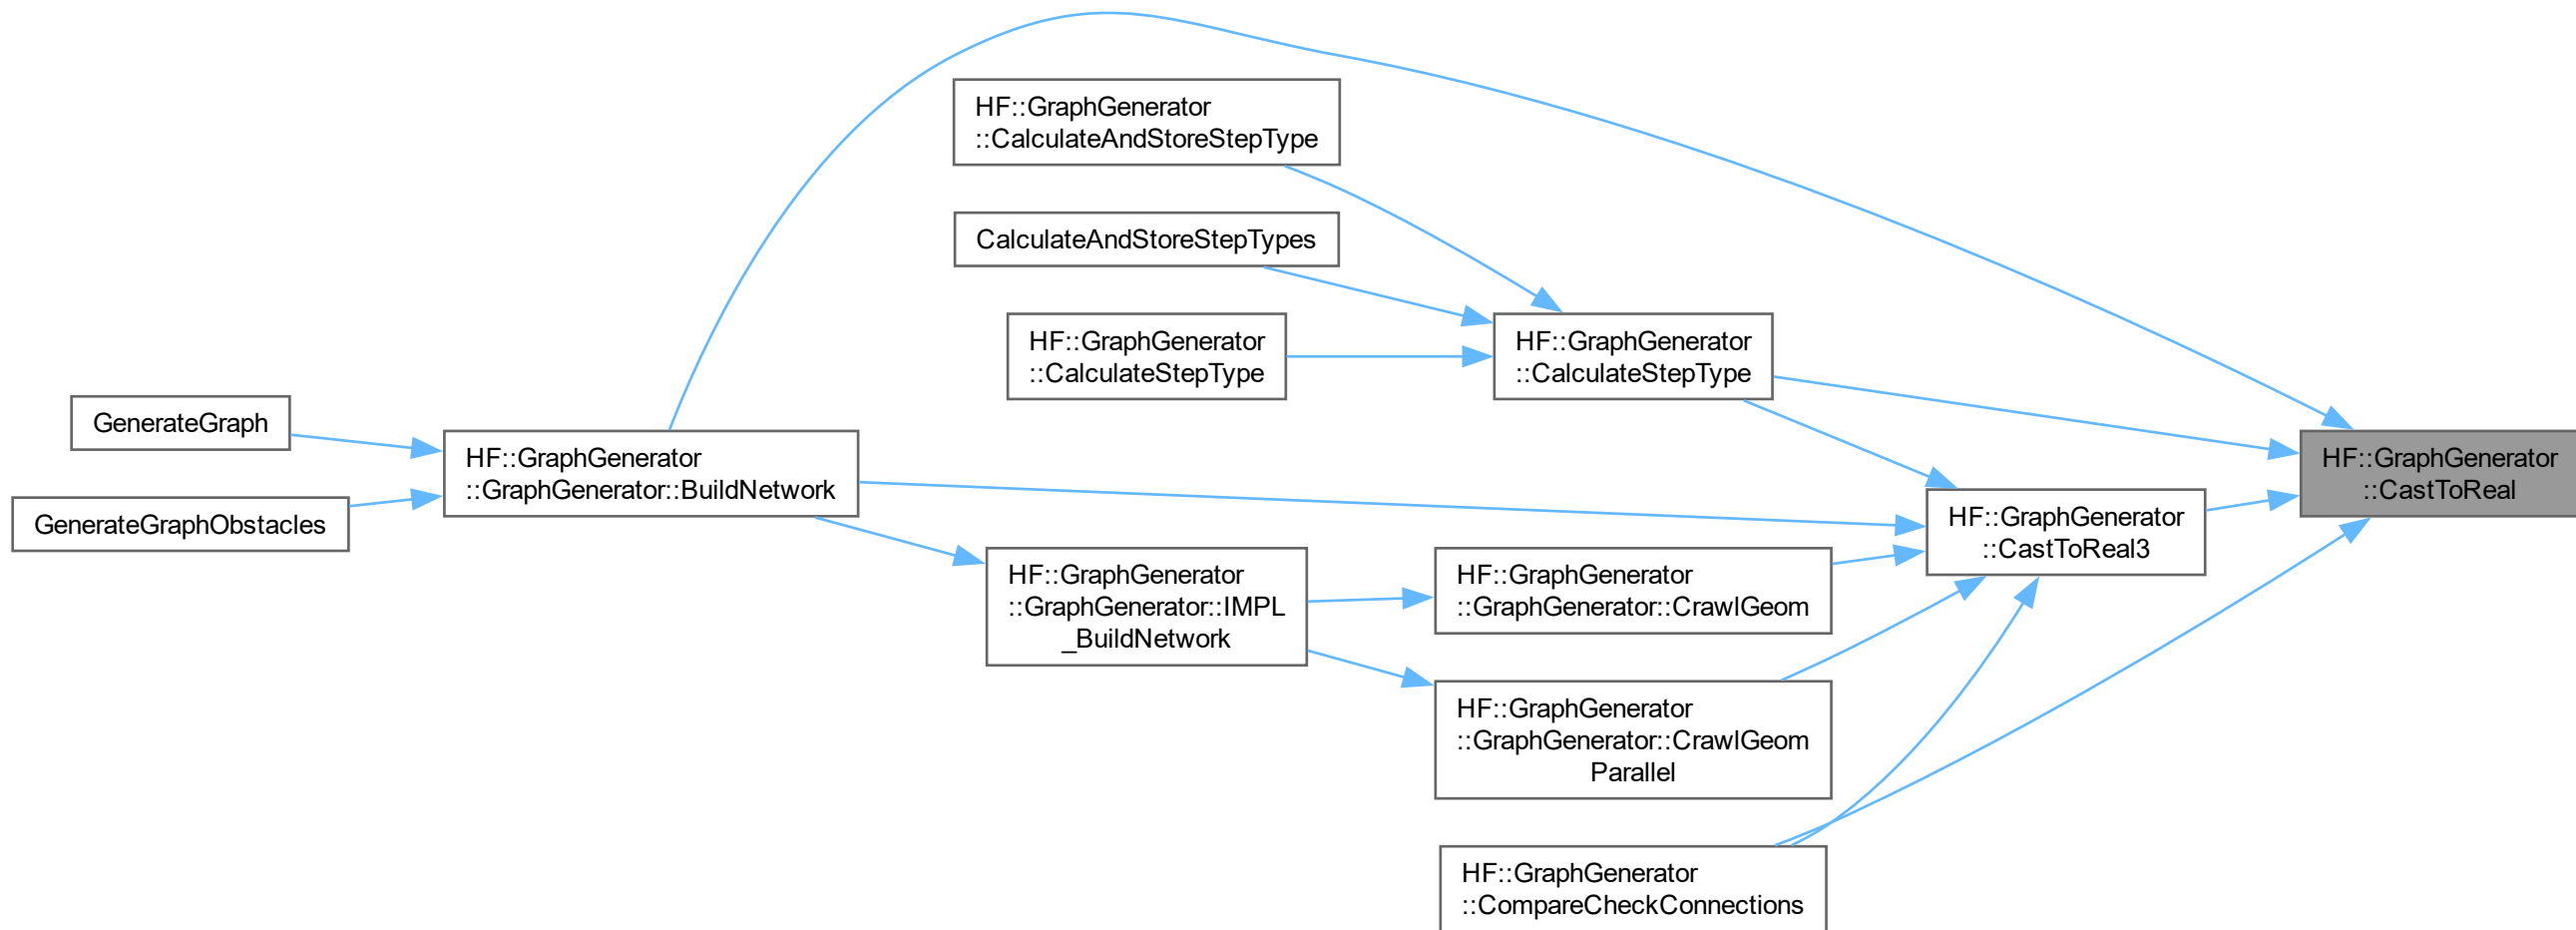 HF::GraphGenerator
::CalculateAndStoreStepType
CalculateAndStoreStepTypes
HF::GraphGenerator
::CalculateStepType
HF::GraphGenerator
::CalculateStepType
GenerateGraph
HF::GraphGenerator
::GraphGenerator::BuildNetwork
GenerateGraphObstacles
HF::GraphGenerator
::CastToReal
HF::GraphGenerator
::CastToReal3
HF::GraphGenerator
::GraphGenerator::IMPL
_BuildNetwork
HF::GraphGenerator
::GraphGenerator::CrawlGeom
HF::GraphGenerator
::GraphGenerator::CrawlGeom
Parallel
HF::GraphGenerator
::CompareCheckConnections